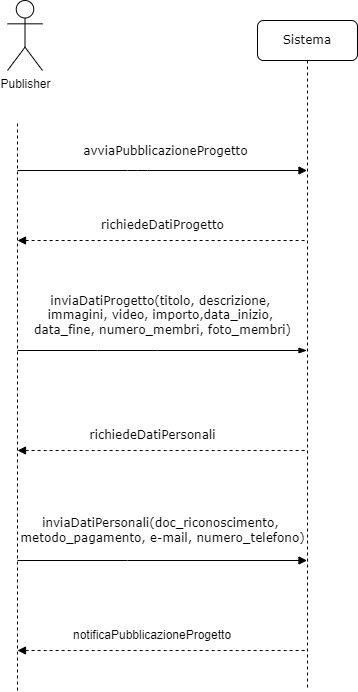 Sistema
Publisher
avviaPubblicazioneProgetto
richiedeDatiProgetto
inviaDatiProgetto(titolo, descrizione,
immagini, video, importo,data_inizio,
data_fine, numero_membri, foto_membri)
richiedeDatiPersonali
inviaDatiPersonali(doc_riconoscimento,
metodo_pagamento, e-mail, numero_telefono)
notificaPubblicazioneProgetto